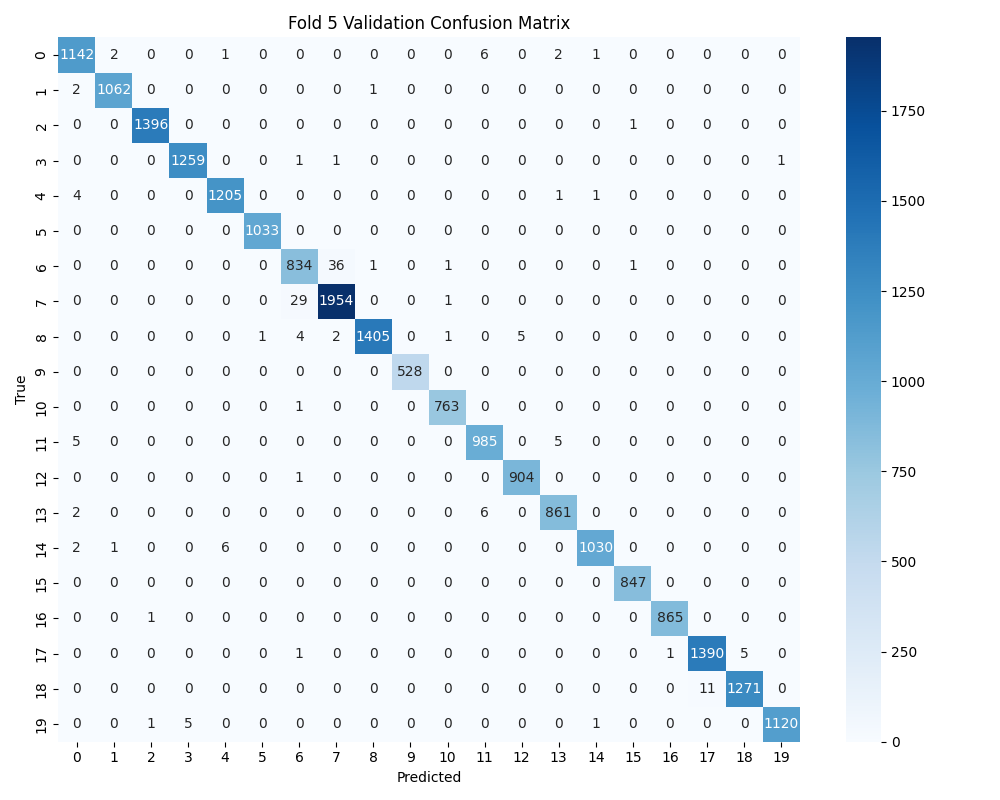 Fold 5 Validation Confusion Matrix
0 1142 2 0 0 1 0 0 0 0 0 0 6 0 2 1 0 0 0 0 0
1 2 1062 0 0 0 0 0 0 1 0 0 0 0 0 0 0 0 0 0 0
2 0 0 1396 0 0 0 0 0 0 0 0 0 0 0 0 1 0 0 0 0
3 0 0 0 1259 0 0 1 1 0 0 0 0 0 0 0 0 0 0 0 1
4 4 0 0 0 1205 0 0 0 0 0 0 0 0 1 1 0 0 0 0 0
5 0 0 0 0 0 1033 0 0 0 0 0 0 0 0 0 0 0 0 0 0
6 0 0 0 0 0 0 834 36 1 0 1 0 0 0 0 1 0 0 0 0
7 0 0 0 0 0 0 29 1954 0 0 1 0 0 0 0 0 0 0 0 0
8 0 0 0 0 0 1 4 2 1405 0 1 0 5 0 0 0 0 0 0 0
9 0 0 0 0 0 0 0 0 0 528 0 0 0 0 0 0 0 0 0 0
10 0 0 0 0 0 0 1 0 0 0 763 0 0 0 0 0 0 0 0 0
11 5 0 0 0 0 0 0 0 0 0 0 985 0 5 0 0 0 0 0 0
12 0 0 0 0 0 0 1 0 0 0 0 0 904 0 0 0 0 0 0 0
13 2 0 0 0 0 0 0 0 0 0 0 6 0 861 0 0 0 0 0 0
14 2 1 0 0 6 0 0 0 0 0 0 0 0 0 1030 0 0 0 0 0
15 0 0 0 0 0 0 0 0 0 0 0 0 0 0 0 847 0 0 0 0
16 0 0 1 0 0 0 0 0 0 0 0 0 0 0 0 0 865 0 0 0
17 0 0 0 0 0 0 1 0 0 0 0 0 0 0 0 0 1 1390 5 0
18 0 0 0 0 0 0 0 0 0 0 0 0 0 0 0 0 0 11 1271 0
19 0 0 1 5 0 0 0 0 0 0 0 0 0 0 1 0 0 0 0 1120
0 1 2 3 4 5 6 7 8 9 10 11 12 13 14 15 16 17 18 19
Predicted
True
1750
1500
1250
1000
750
500
250
0